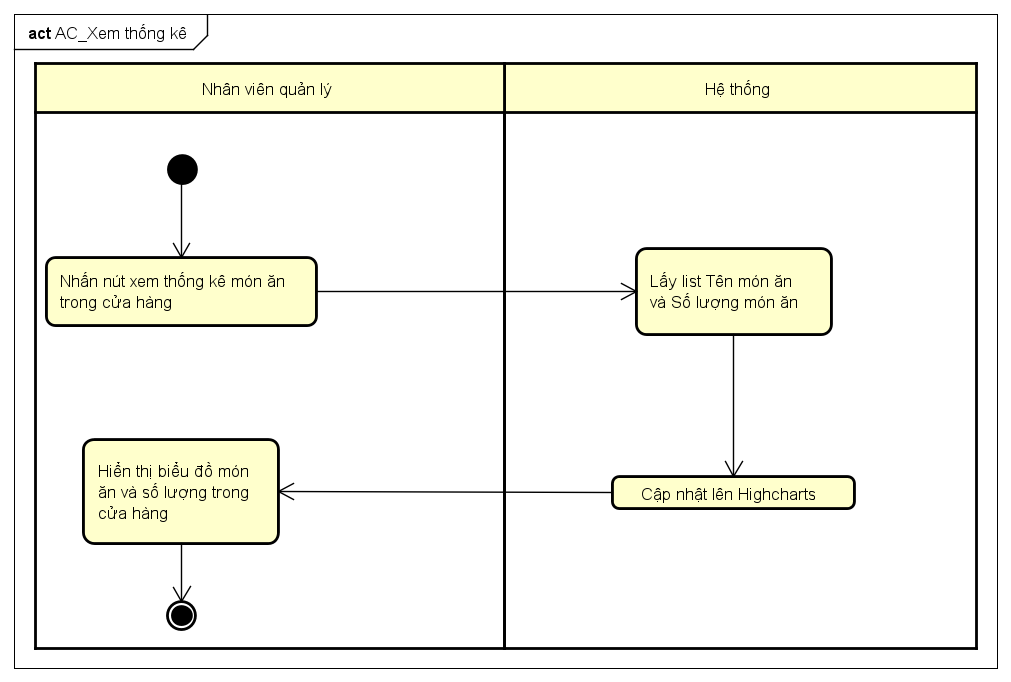 act AC_Xem thống kê
Nhân viên quản lý
Hệ thống
Nhấn nút xem thống kê món ăn
trong cửa hàng
Lấy list Tên món ăn
và Số lượng món ăn
Cập nhật lên Highcharts
Hiển thị biểu đồ món
ăn và số lượng trong
cửa hàng